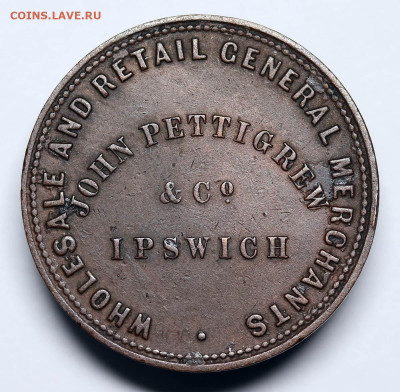 COINS.LAVE.RU
WHOLESALE AND RETAIL GENERAL MERCHANTS
JOHN PETTIGREW
& Cº
IPSWICH